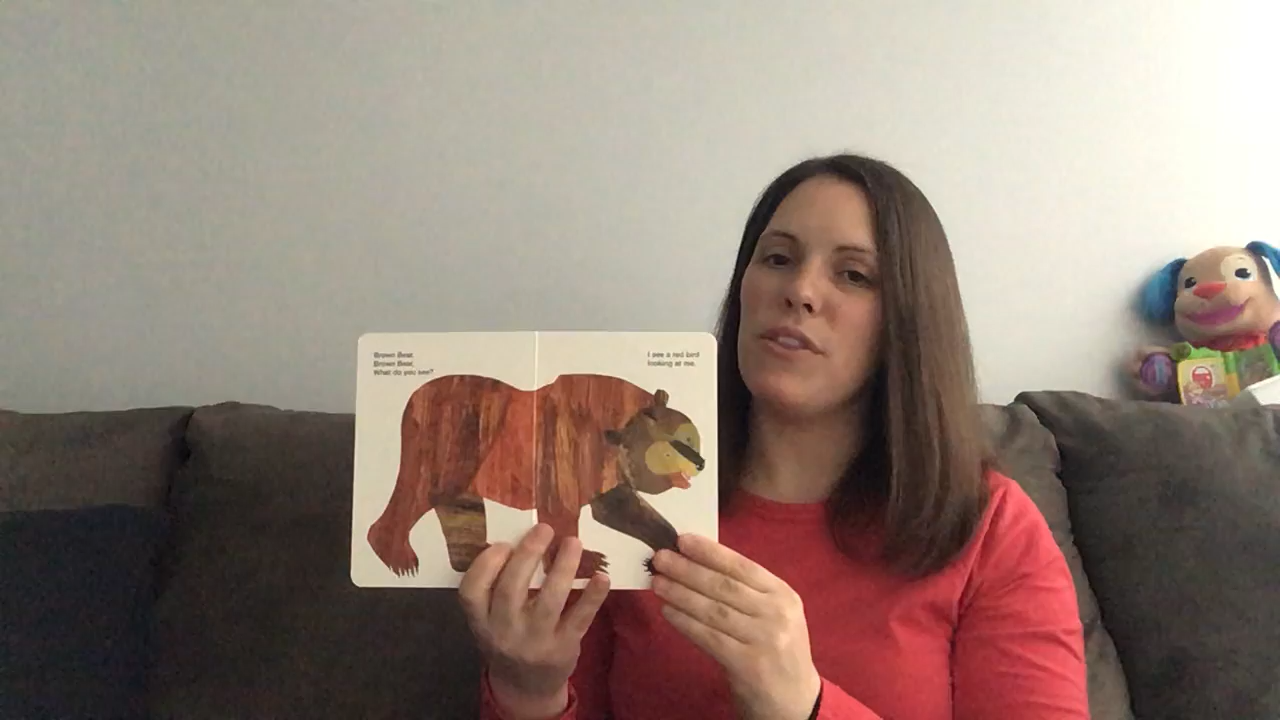 Brown Bear,
Brown Bear,
What do you see?
I see a red bird
looking at me.